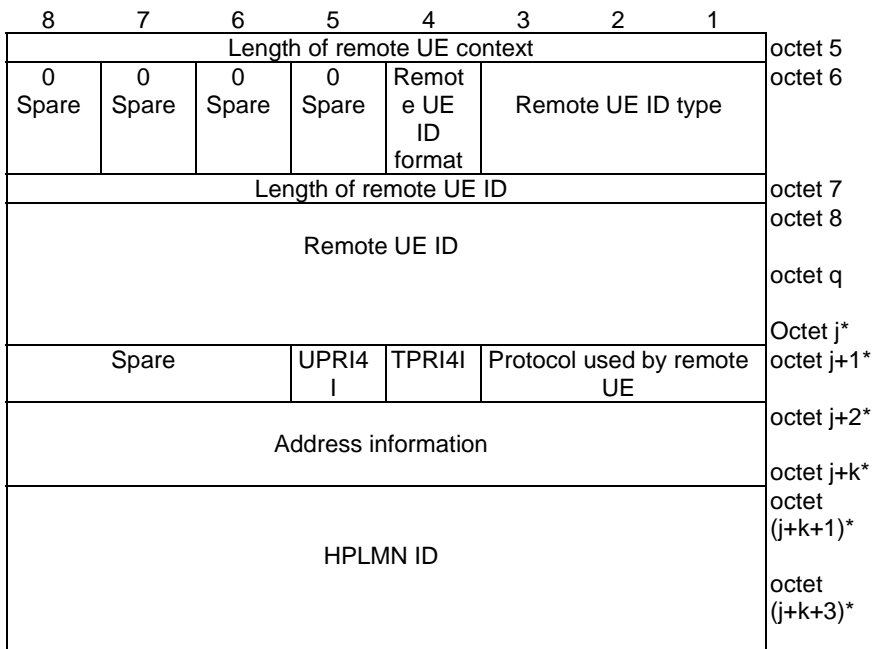 8 7 6 5 4 3 2 1
Length of remote UE context octet 5
0 0 0 0 Remot octet 6
Spare Spare Spare Spare e UE Remote UE ID type
ID
format
Length of remote UE ID octet 7
octet 8
Remote UE ID
octet q
Octet j*
Spare UPRI4 TPRI4I Protocol used by remote octet j+1*
I UE
octet j+2*
Address information
octet j+k*
octet
(j+k+1)*
HPLMN ID
octet
(j+k+3)*